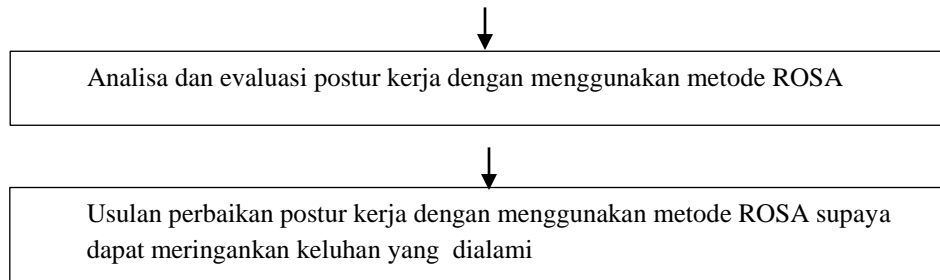 Analisa dan evaluasi postur kerja dengan menggunakan metode ROSA
Usulan perbaikan postur kerja dengan menggunakan metode ROSA supaya
dapat meringankan keluhan yang dialami